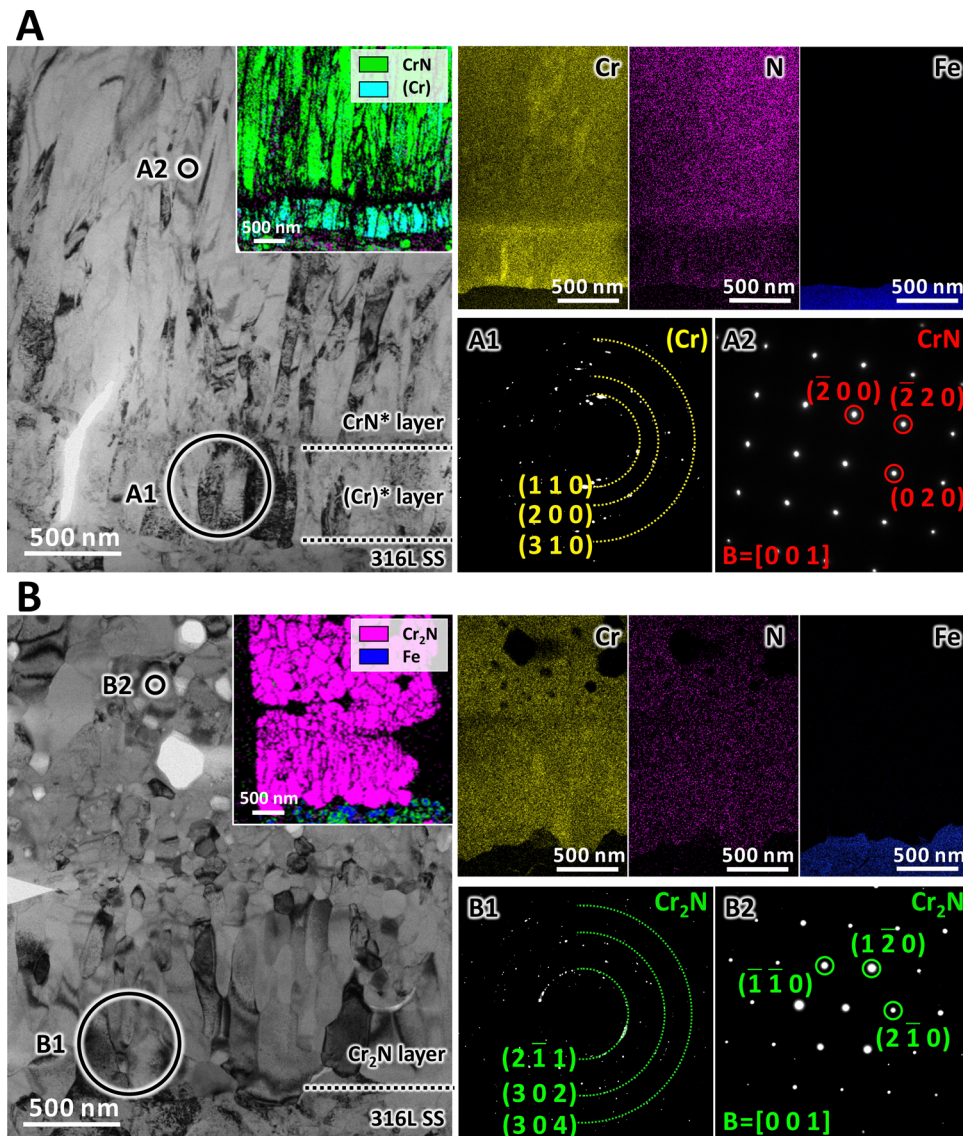 A
CrN
(Cr)
500 nm
A2
A1
CrN* layer
(Cr)* layer
316L SS
500 nm
Cr
N
Fe
500 nm
500 nm
500 nm
A1
(Cr)
(1 1 0)
(2 0 0)
(3 1 0)
A2
CrN
(2̅ 0 0)
(2̅ 2 0)
(0 2 0)
B=[0 0 1]
B
Cr₂N
Fe
500 nm
B2
B1
Cr₂N layer
316L SS
500 nm
Cr
N
Fe
500 nm
500 nm
500 nm
B1
Cr₂N
(2 1̅ 1)
(3 0 2)
(3 0 4)
B2
Cr₂N
(1 2̅ 0)
(1̅ 1̅ 0)
(2 1̅ 0)
B=[0 0 1]